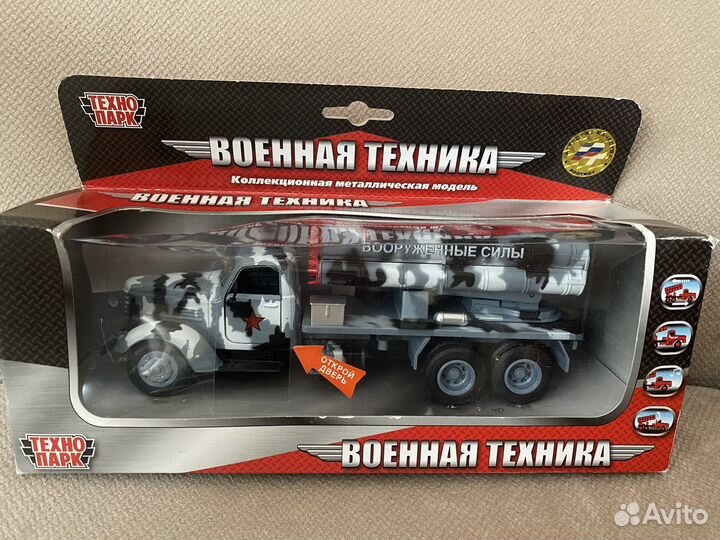 ТЕХНО
ПАРК
ВОЕННАЯ ТЕХНИКА
Коллекционная металлическая модель
ВОЕННАЯ ТЕХНИКА
ВООРУЖЕННЫЕ СИЛЫ
ОТКРОЙ
ДВЕРЬ
ТЕХНО
ПАРК
ВОЕННАЯ ТЕХНИКА
Avito